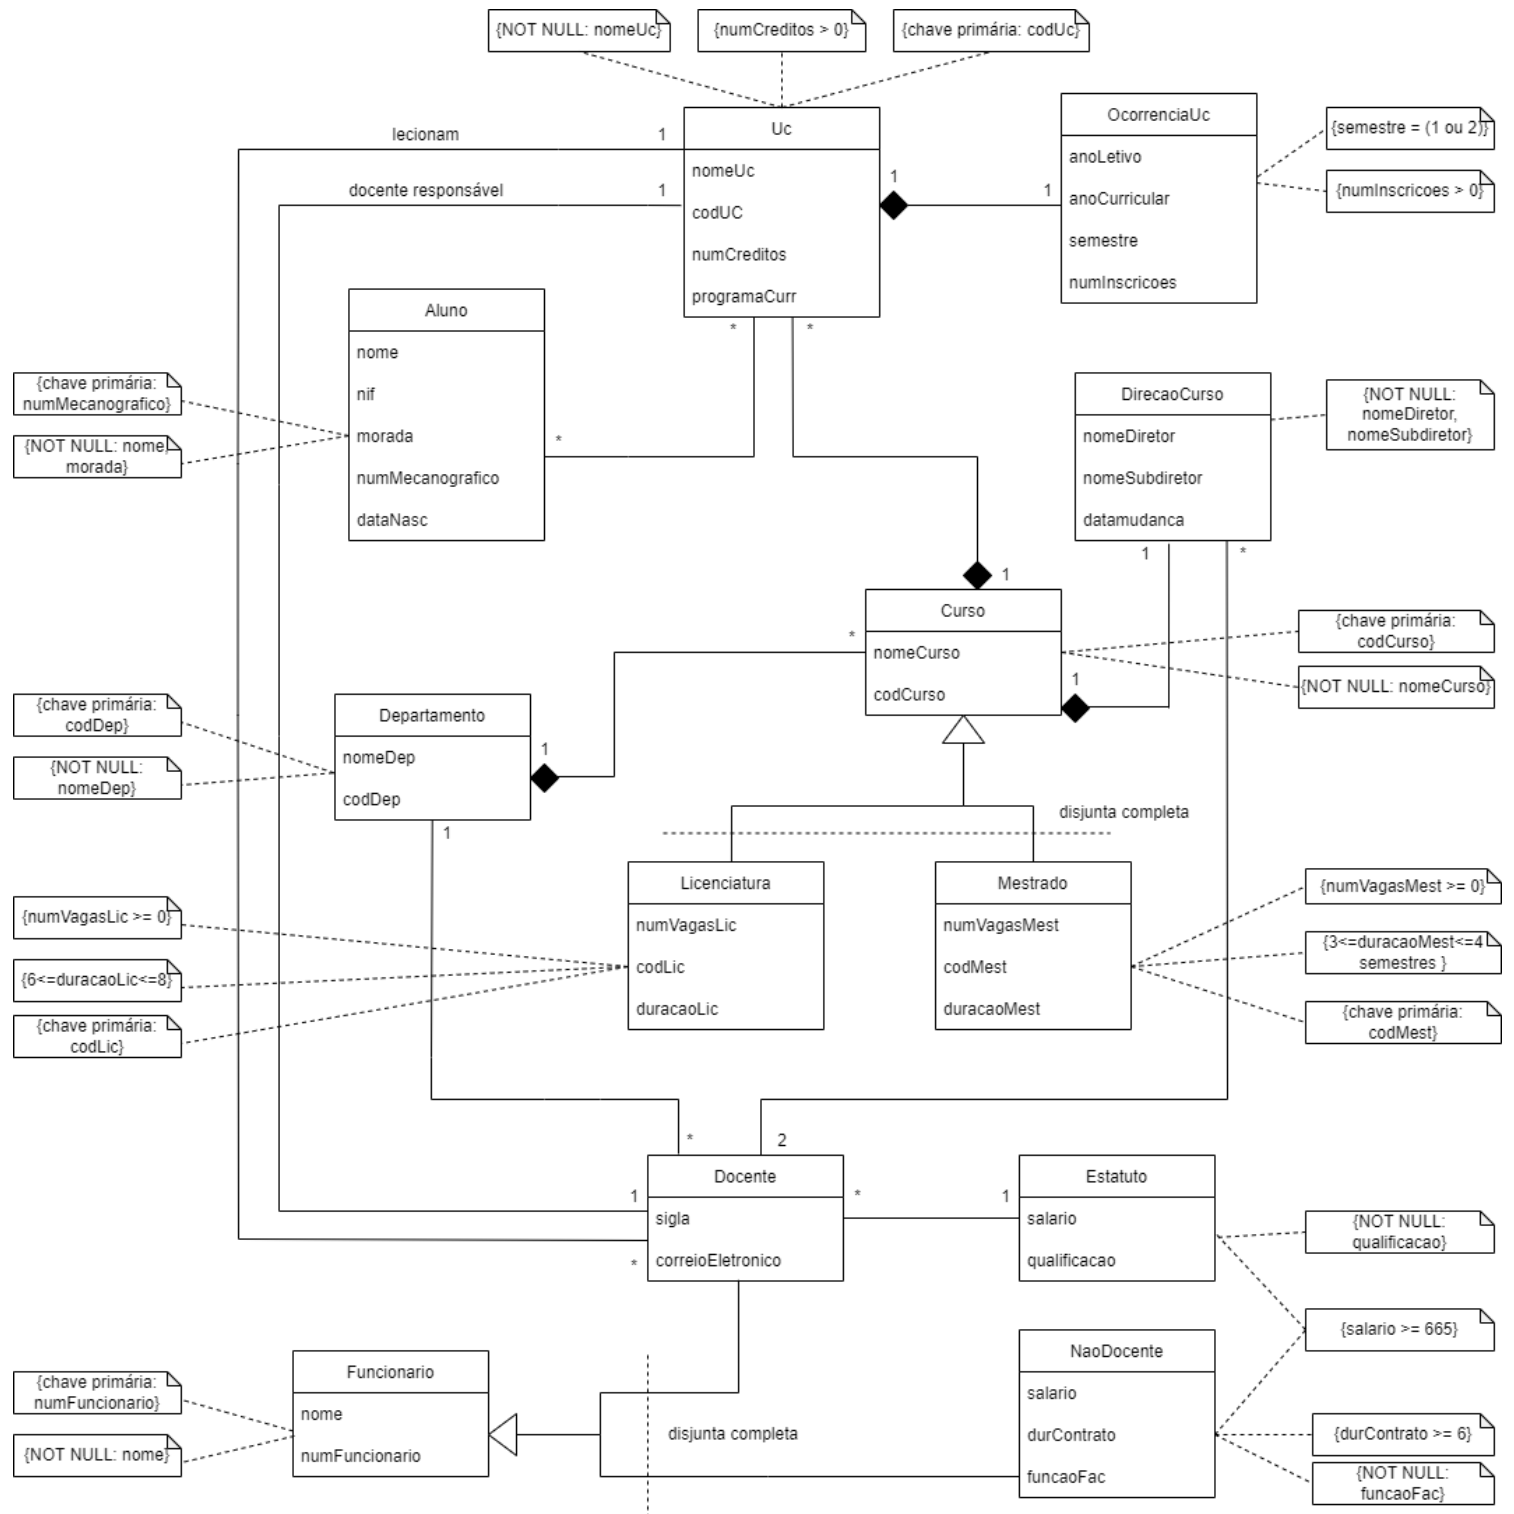 {NOT NULL: nomeUc}
{numCreditos > 0}
{chave primária: codUc}
lecionam
1
docente responsável
1
Uc
nomeUc
codUC
numCreditos
programaCurr
1
1
OcorrenciaUc
anoLetivo
anoCurricular
semestre
numInscricoes
{semestre = (1 ou 2)}
{numInscricoes > 0}
*
*
Aluno
nome
nif
morada
numMecanografico
dataNasc
*
{chave primária:
numMecanografico}
{NOT NULL: nome,
morada}
DirecaoCurso
nomeDiretor
nomeSubdiretor
datamudanca
{NOT NULL:
nomeDiretor,
nomeSubdiretor}
1
*
1
Curso
nomeCurso
codCurso
*
1
{chave primária:
codCurso}
{NOT NULL: nomeCurso}
{chave primária:
codDep}
{NOT NULL:
nomeDep}
Departamento
nomeDep
codDep
1
1
disjunta completa
Licenciatura
numVagasLic
codLic
duracaoLic
Mestrado
numVagasMest
codMest
duracaoMest
{numVagasLic >= 0}
{6<=duracaoLic<=8}
{chave primária:
codLic}
{numVagasMest >= 0}
{3<=duracaoMest<=4
semestres }
{chave primária:
codMest}
*
2
1
*
Docente
sigla
correioEletronico
*
1
Estatuto
salario
qualificacao
{NOT NULL:
qualificacao}
{salario >= 665}
NaoDocente
salario
durContrato
funcaoFac
{durContrato >= 6}
{NOT NULL:
funcaoFac}
Funcionario
nome
numFuncionario
disjunta completa
{chave primária:
numFuncionario}
{NOT NULL: nome}